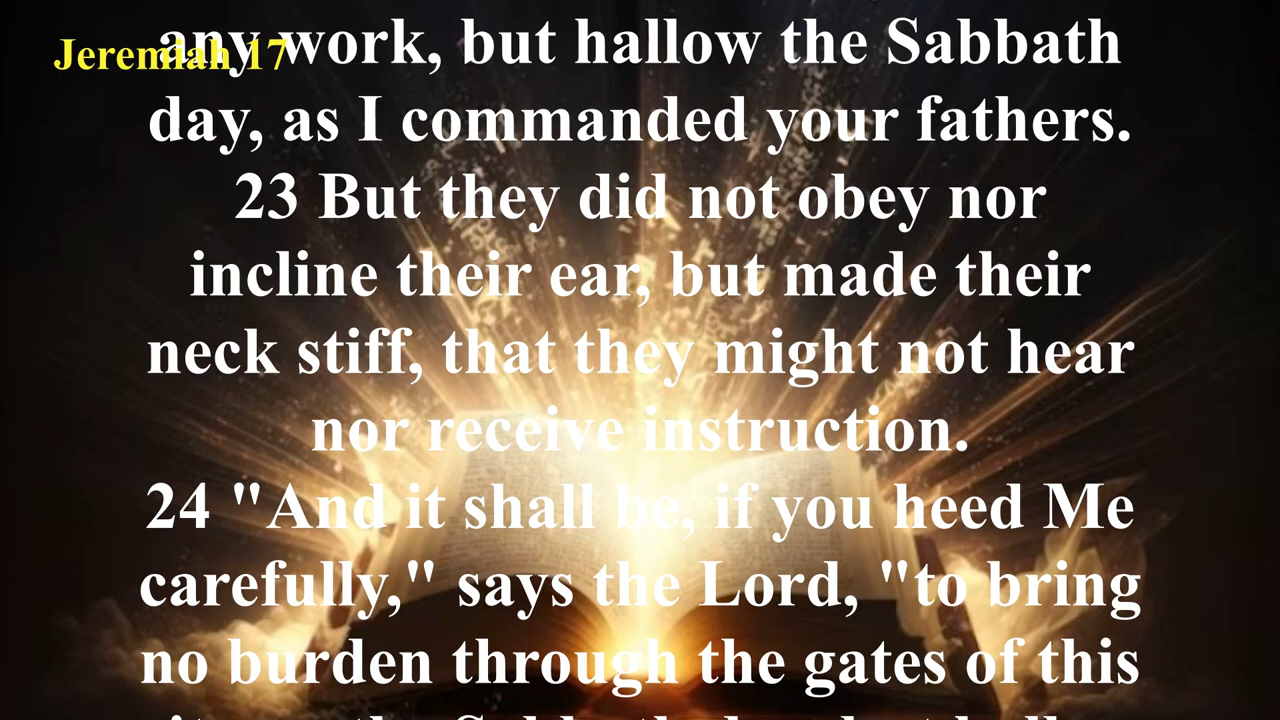 Jeremiah 17
any work, but hallow the Sabbath
day, as I commanded your fathers.
23 But they did not obey nor
incline their ear, but made their
neck stiff, that they might not hear
nor receive instruction.
24 "And it shall be, if you heed Me
carefully," says the Lord, "to bring
no burden through the gates of this